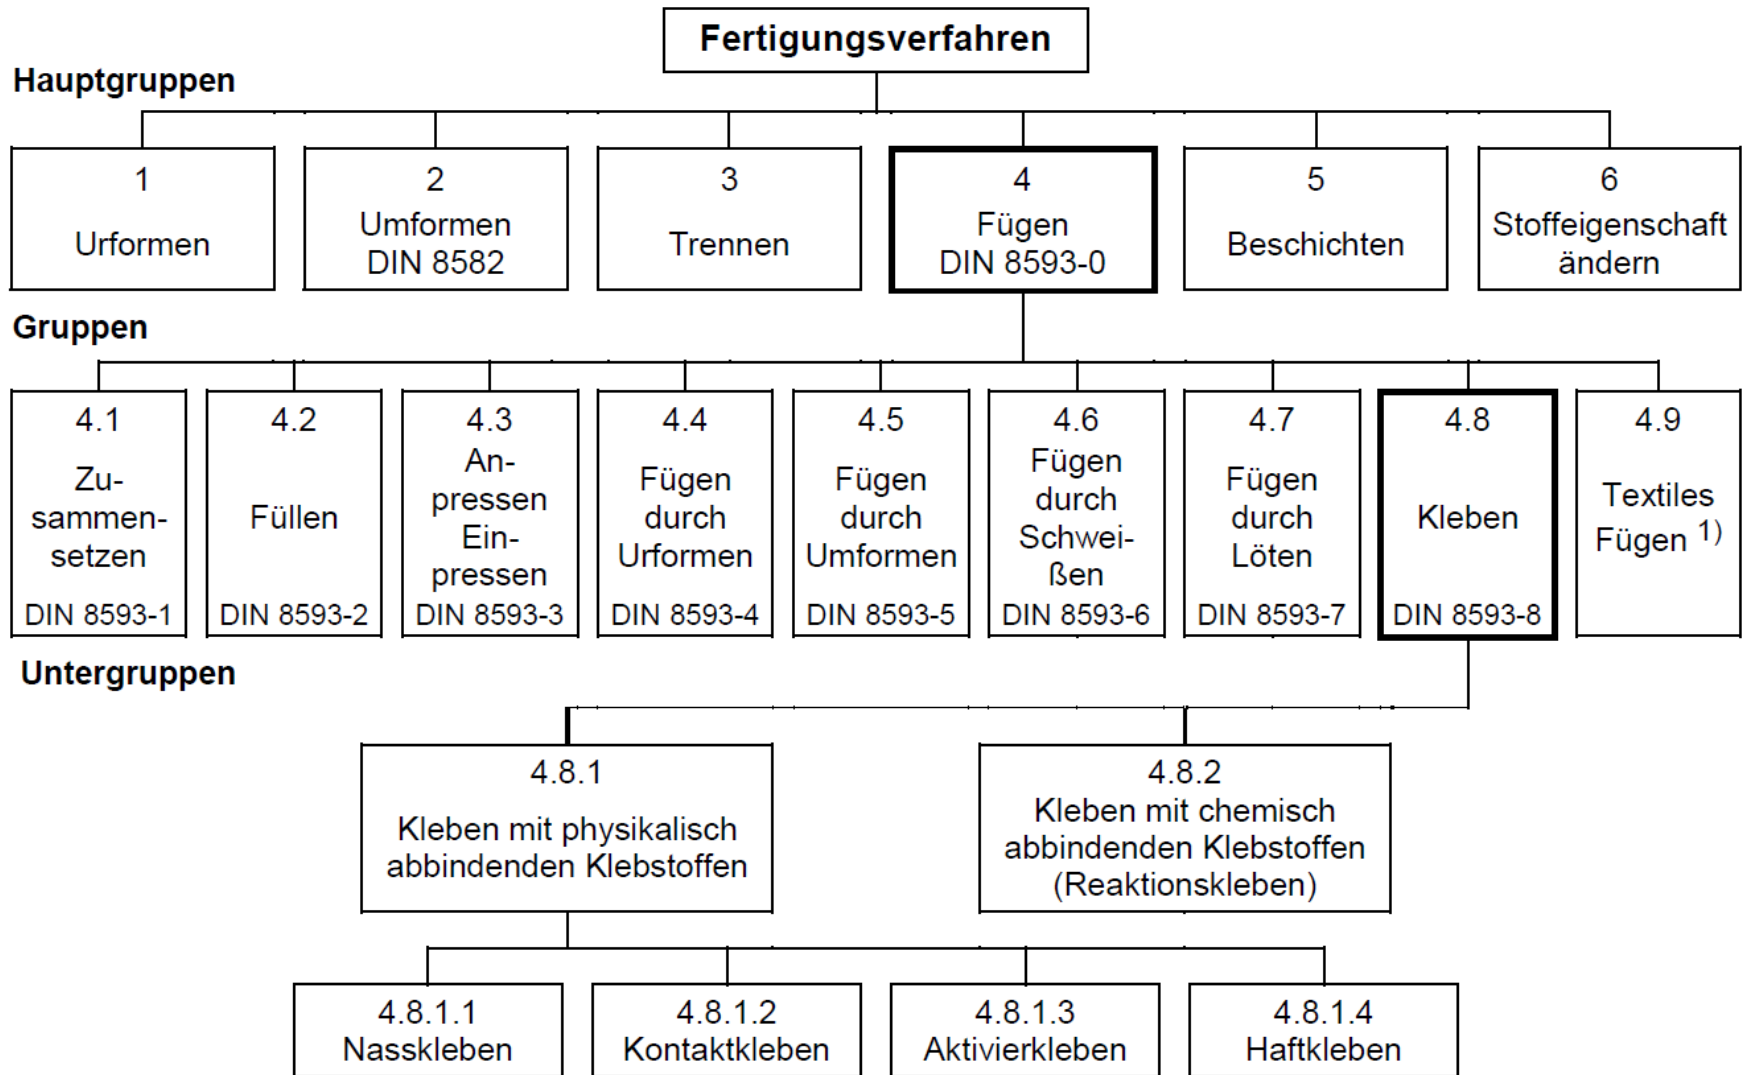 Fertigungsverfahren
Hauptgruppen
1
Urformen
2
Umformen
DIN 8582
3
Trennen
4
Fügen
DIN 8593-0
5
Beschichten
6
Stoffeigenschaft
ändern
Gruppen
4.1
Zu-
sammen-
setzen
DIN 8593-1
4.2
Füllen
DIN 8593-2
4.3
An-
pressen
Ein-
pressen
DIN 8593-3
4.4
Fügen
durch
Urformen
DIN 8593-4
4.5
Fügen
durch
Umformen
DIN 8593-5
4.6
Fügen
durch
Schwei-
ßen
DIN 8593-6
4.7
Fügen
durch
Löten
DIN 8593-7
4.8
Kleben
DIN 8593-8
4.9
Textiles
Fügen 1)
Untergruppen
4.8.1
Kleben mit physikalisch
abbindenden Klebstoffen
4.8.2
Kleben mit chemisch
abbindenden Klebstoffen
(Reaktionskleben)
4.8.1.1
Nasskleben
4.8.1.2
Kontaktkleben
4.8.1.3
Aktivierkleben
4.8.1.4
Haftkleben